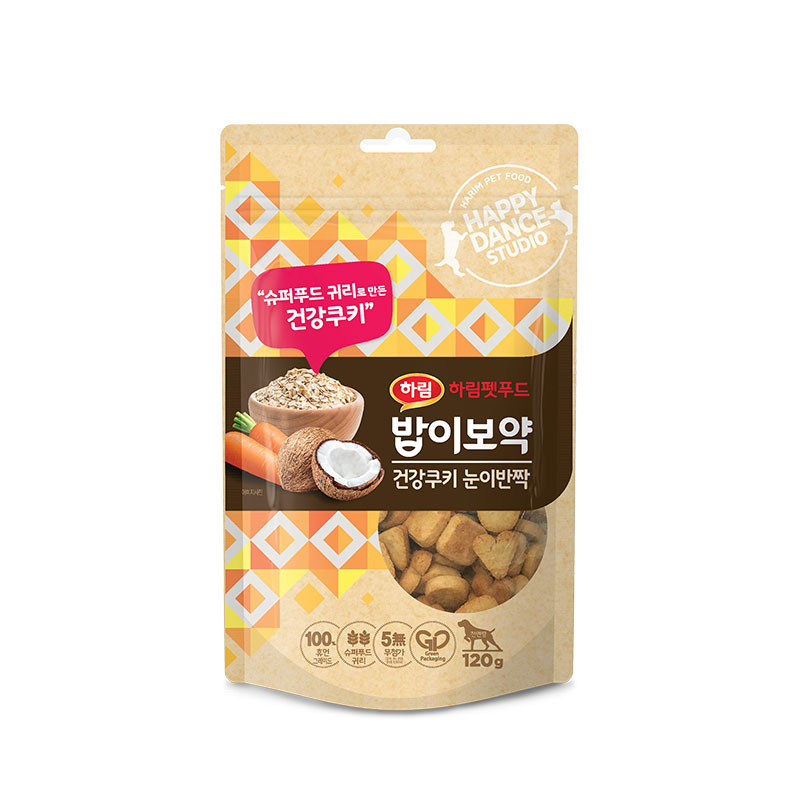 HARIM PET FOOD
HAPPY
DANCE
STUDIO
“슈퍼푸드 귀리로 만든
건강쿠키”
하림 하림펫푸드
밥이보약
건강쿠키 눈이반짝
100%
휴먼
그레이드
슈퍼푸드
귀리
5無
무첨가
Green
Packaging
120g